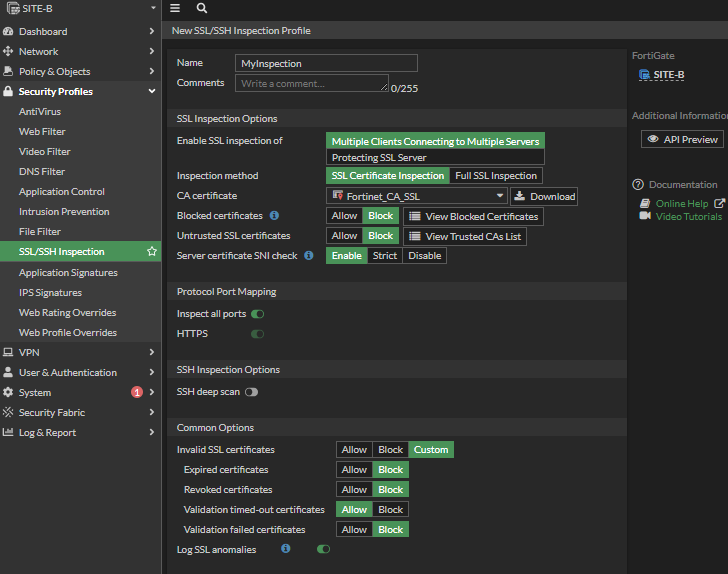 SITE-B
Dashboard
Network
Policy & Objects
Security Profiles
AntiVirus
Web Filter
Video Filter
DNS Filter
Application Control
Intrusion Prevention
File Filter
SSL/SSH Inspection
Application Signatures
IPS Signatures
Web Rating Overrides
Web Profile Overrides
VPN
User & Authentication
System 1
Security Fabric
Log & Report
New SSL/SSH Inspection Profile
Name MyInspection
Comments Write a comment... 0/255
SSL Inspection Options
Enable SSL inspection of Multiple Clients Connecting to Multiple Servers
Protecting SSL Server
Inspection method SSL Certificate Inspection Full SSL Inspection
CA certificate Fortinet_CA_SSL Download
Blocked certificates Allow Block View Blocked Certificates
Untrusted SSL certificates Allow Block View Trusted CAs List
Server certificate SNI check Enable Strict Disable
Protocol Port Mapping
Inspect all ports
HTTPS
SSH Inspection Options
SSH deep scan
Common Options
Invalid SSL certificates Allow Block Custom
Expired certificates Allow Block
Revoked certificates Allow Block
Validation timed-out certificates Allow Block
Validation failed certificates Allow Block
Log SSL anomalies
FortiGate
SITE-B
Additional Information
API Preview
Documentation
Online Help
Video Tutorials